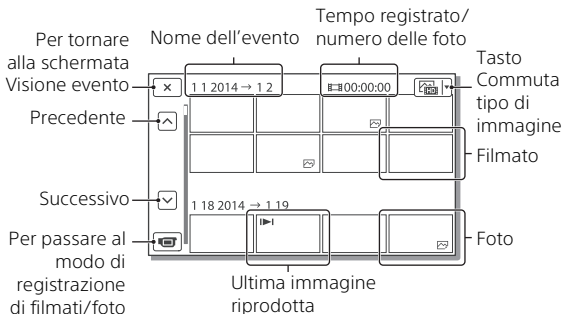 Per tornare
alla schermata
Visione evento
Nome dell'evento
Tempo registrato/
numero delle foto
Tasto
Commuta
tipo di
immagine
1 1 2014 → 1 2
00:00:00
Precedente
Filmato
Successivo
1 18 2014 → 1 19
Per passare al
modo di
registrazione
di filmati/foto
Foto
Ultima immagine
riprodotta